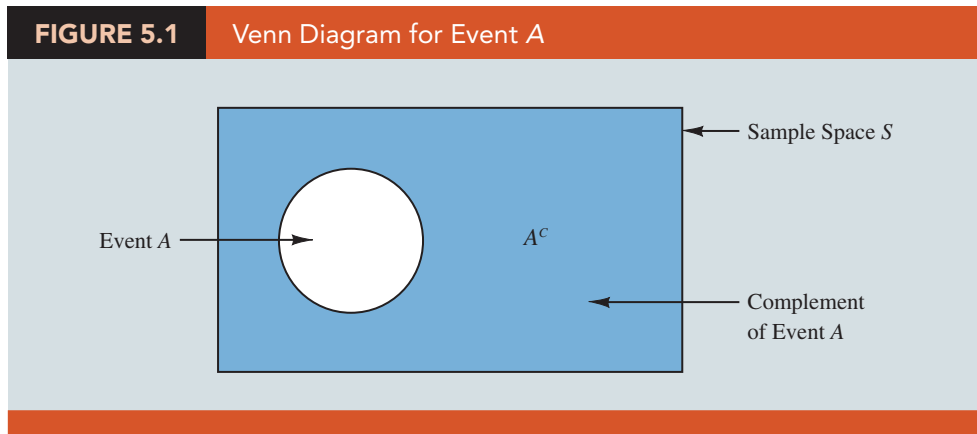 FIGURE 5.1 Venn Diagram for Event A
Sample Space S
Event A
A^C
Complement
of Event A